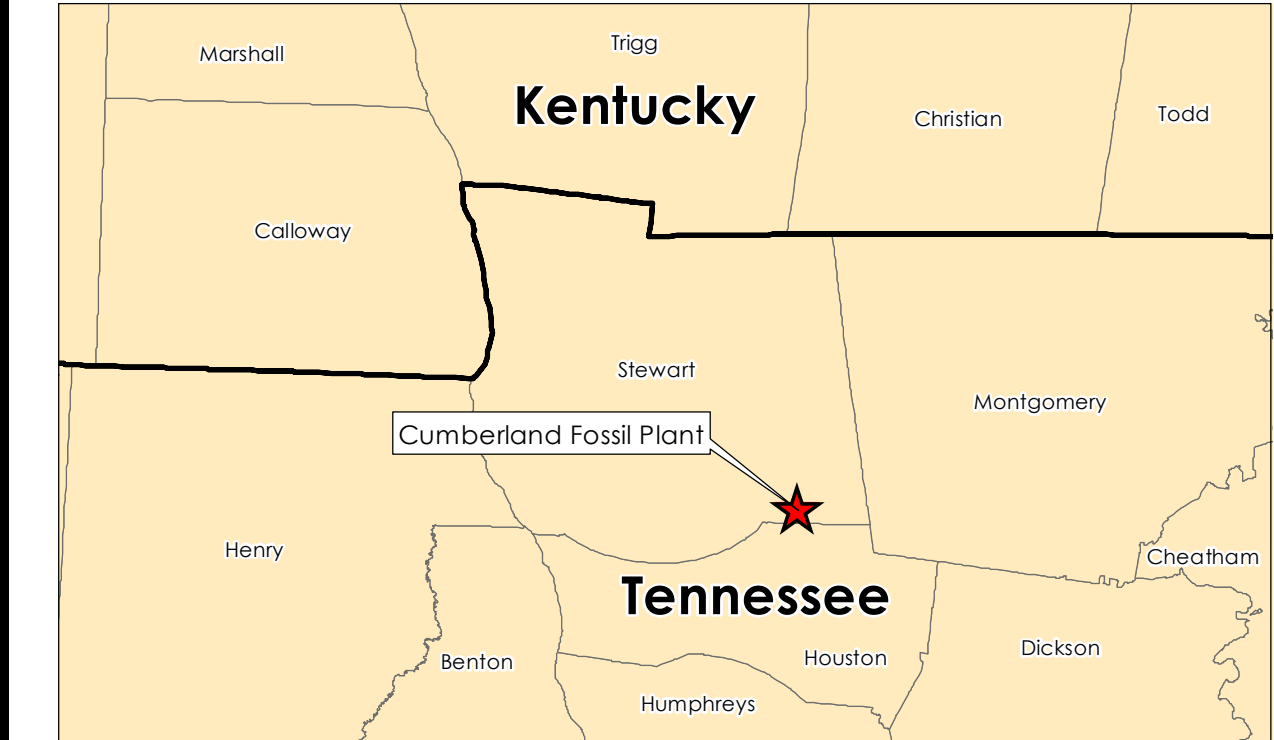 Marshall
Trigg
Kentucky
Christian
Todd
Calloway
Stewart
Montgomery
Cumberland Fossil Plant
Henry
Cheatham
Tennessee
Benton
Houston
Dickson
Humphreys